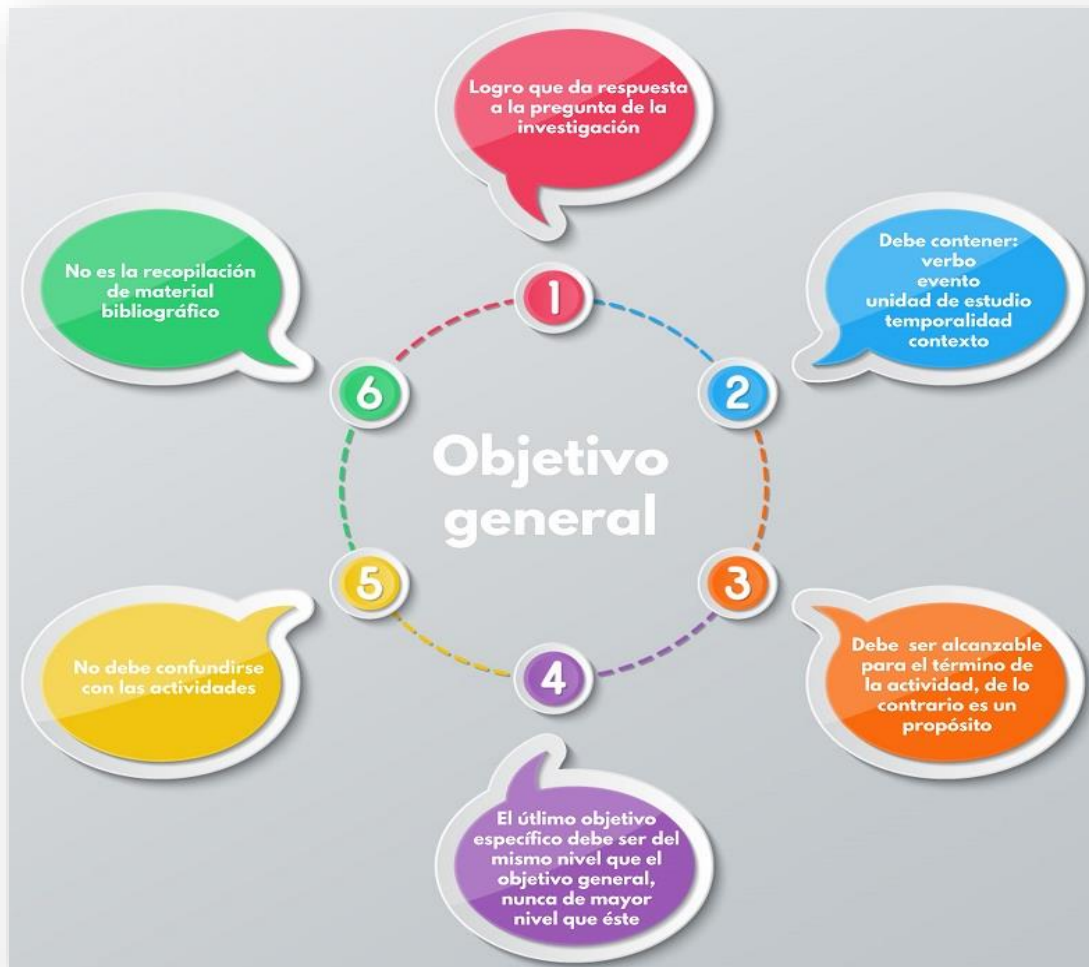 Logro que da respuesta
a la pregunta de la
investigación
Debe contener:
verbo
evento
unidad de estudio
temporalidad
contexto
No es la recopilación
de material
bibliográfico
1
2
6
Objetivo
general
3
5
4
Debe ser alcanzable
para el término de
la actividad, de lo
contrario es un
propósito
No debe confundirse
con las actividades
El útlimo objetivo
específico debe ser del
mismo nivel que el
objetivo general,
nunca de mayor
nivel que éste